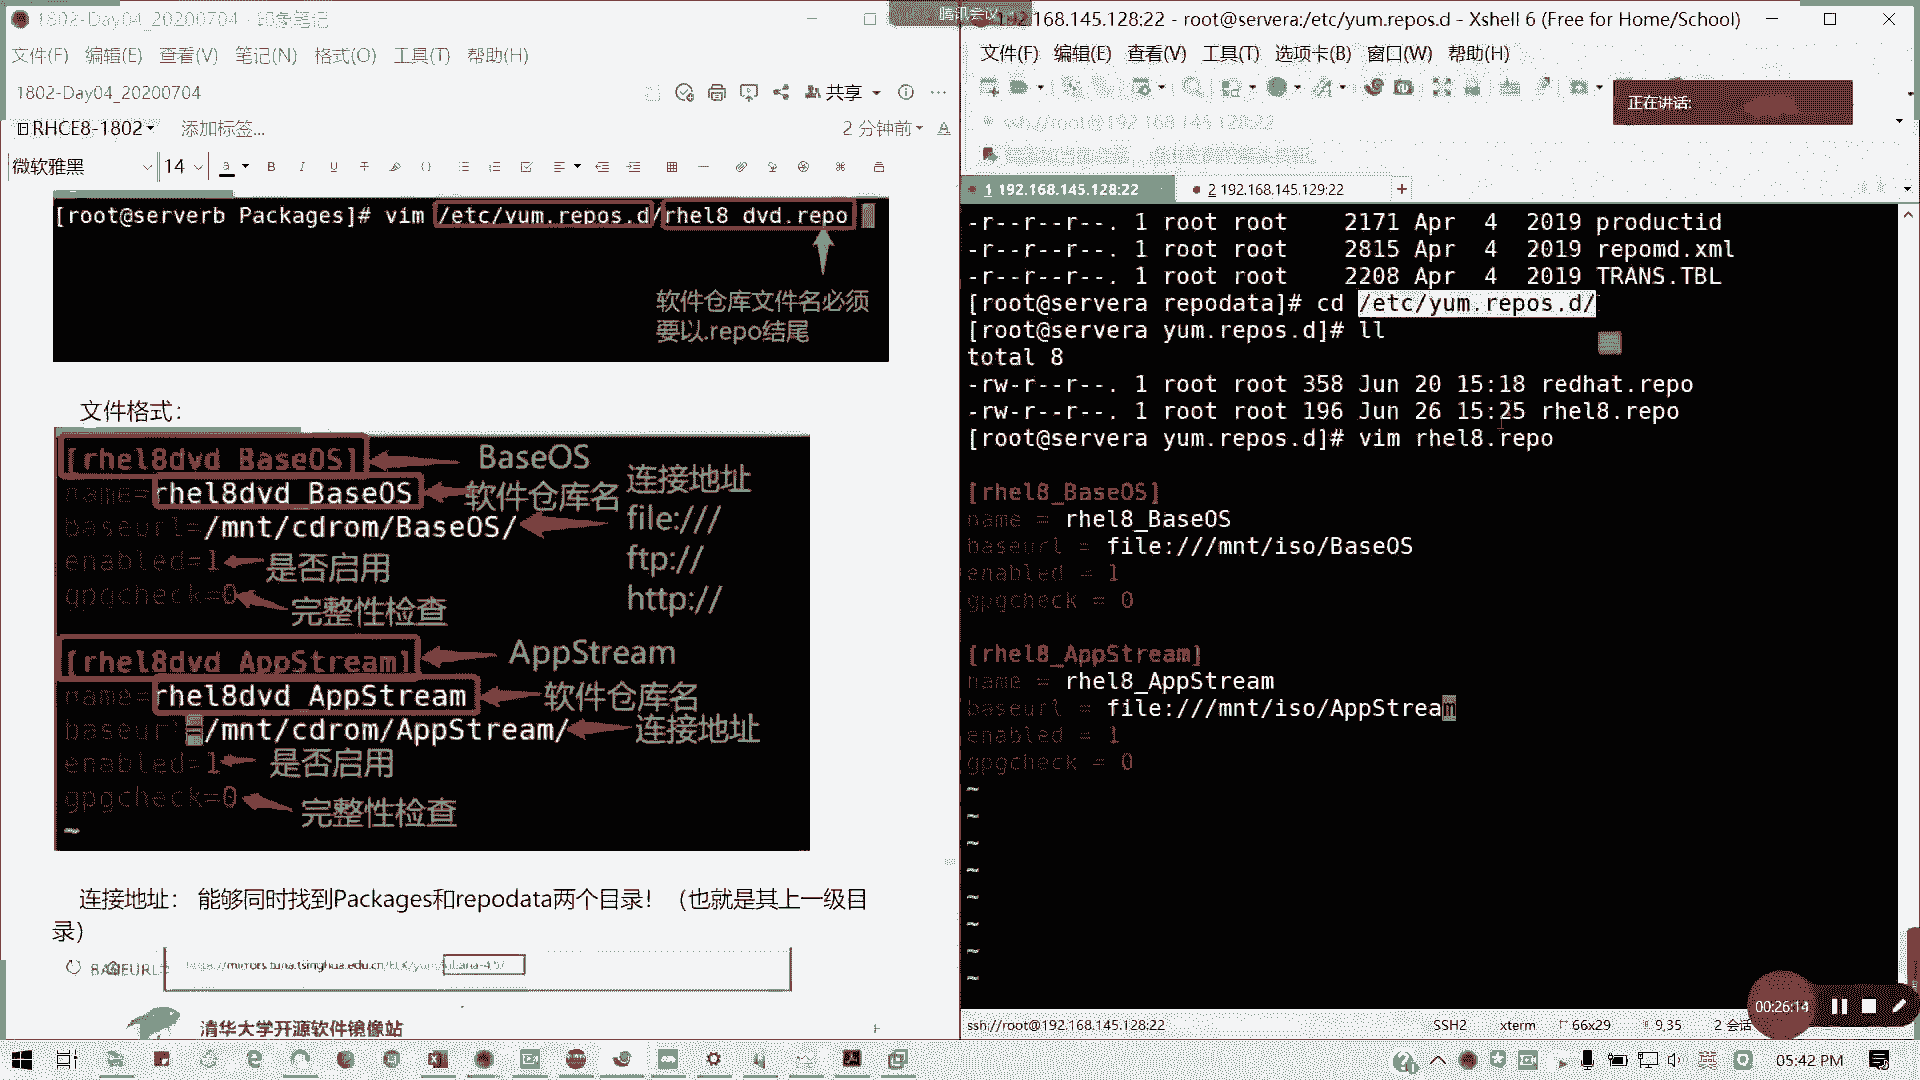 1802-Day04_20200704 - 印象笔记
文件(F) 编辑(E) 查看(V) 笔记(N) 格式(O) 工具(T) 帮助(H)
1802-Day04_20200704
共享
RHCE8-1802
添加标签...
2 分钟前
微软雅黑
14
[root@serverb Packages]# vim /etc/yum.repos.d/rhel8_dvd.repo
软件仓库文件名必须
要以.repo结尾
文件格式：
[rhel8dvd_BaseOS]
BaseOS
name=rhel8dvd_BaseOS
软件仓库名
连接地址
baseurl=/mnt/cdrom/BaseOS/
file:///
enabled=1
是否启用
ftp://
gpgcheck=0
完整性检查
http://
[rhel8dvd_AppStream]
AppStream
name=rhel8dvd_AppStream
软件仓库名
baseurl=/mnt/cdrom/AppStream/
连接地址
enabled=1
是否启用
gpgcheck=0
完整性检查
~
连接地址： 能够同时找到Packages和repodata两个目录！（也就是其上一级目
录）
BASEURL:
清华大学开源软件镜像站
腾讯会议
192.168.145.128:22 - root@servera:/etc/yum.repos.d - Xshell 6 (Free for Home/School)
文件(F) 编辑(E) 查看(V) 工具(T) 选项卡(B) 窗口(W) 帮助(H)
正在讲话:
ssh://root@192.168.145.128:22
1 192.168.145.128:22
2 192.168.145.129:22
-r--r--r--. 1 root root 2171 Apr 4 2019 productid
-r--r--r--. 1 root root 2815 Apr 4 2019 repomd.xml
-r--r--r--. 1 root root 2208 Apr 4 2019 TRANS.TBL
[root@servera repodata]# cd /etc/yum.repos.d/
[root@servera yum.repos.d]# ll
total 8
-rw-r--r--. 1 root root 358 Jun 20 15:18 redhat.repo
-rw-r--r--. 1 root root 196 Jun 26 15:25 rhel8.repo
[root@servera yum.repos.d]# vim rhel8.repo
[rhel8_BaseOS]
name = rhel8_BaseOS
baseurl = file:///mnt/iso/BaseOS
enabled = 1
gpgcheck = 0
[rhel8_AppStream]
name = rhel8_AppStream
baseurl = file:///mnt/iso/AppStream
enabled = 1
gpgcheck = 0
~
~
~
~
~
~
~
~
00:26:14
ssh://root@192.168.145.128:22
SSH2
xterm
66x29
9,35
2 会话
英
05:42 PM